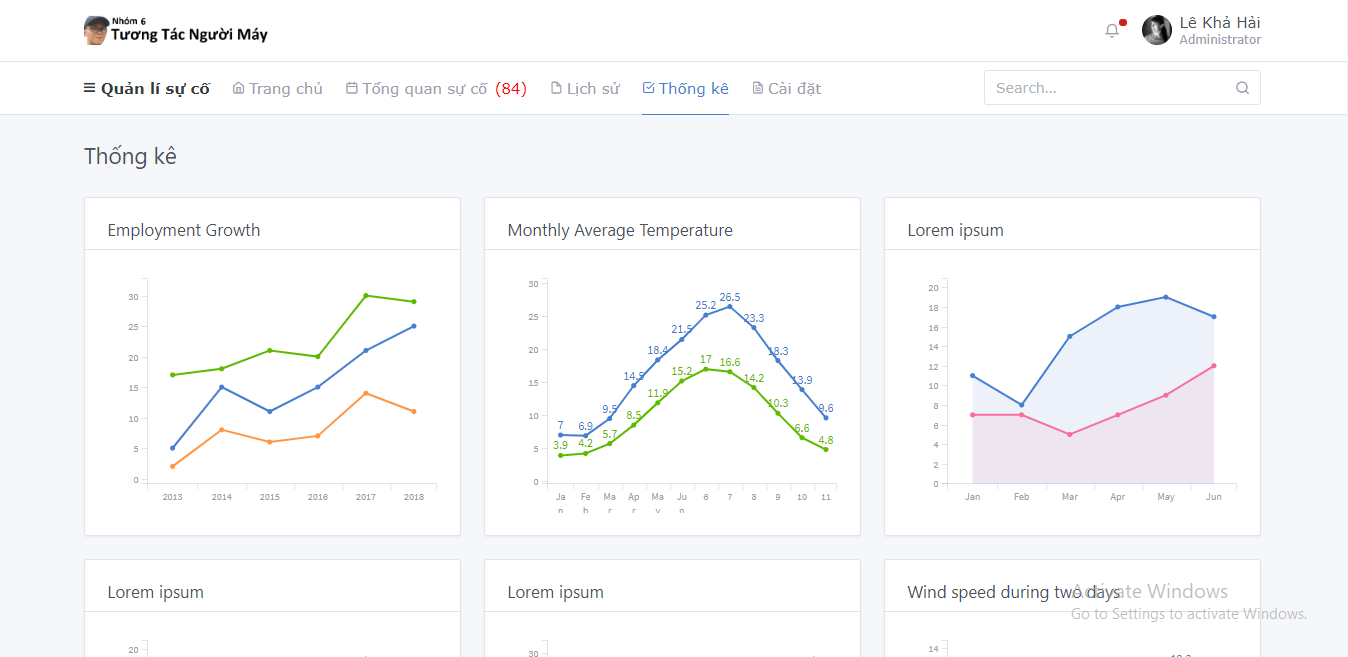 Nhóm 6
Tương Tác Người Máy
Lê Khả Hải
Administrator
Quản lí sự cố Trang chủ Tổng quan sự cố (84) Lịch sử Thống kê Cài đặt Search...
Thống kê
Employment Growth
30
25
20
15
10
5
0
2013 2014 2015 2016 2017 2018
Monthly Average Temperature
30
25
20
15
10
5
0
7 6.9 9.5 14.5 18.4 21.5 25.2 26.5 23.3 18.3 13.9 9.6
3.9 4.2 5.7 8.5 11.9 15.2 17 16.6 14.2 10.3 6.6 4.8
Jan Feb Mar Apr May Jun 6 7 8 9 10 11
Lorem ipsum
20
18
16
14
12
10
8
6
4
2
0
Jan Feb Mar Apr May Jun
Lorem ipsum
20
Lorem ipsum
30
Wind speed during two days
14
Activate Windows
Go to Settings to activate Windows.